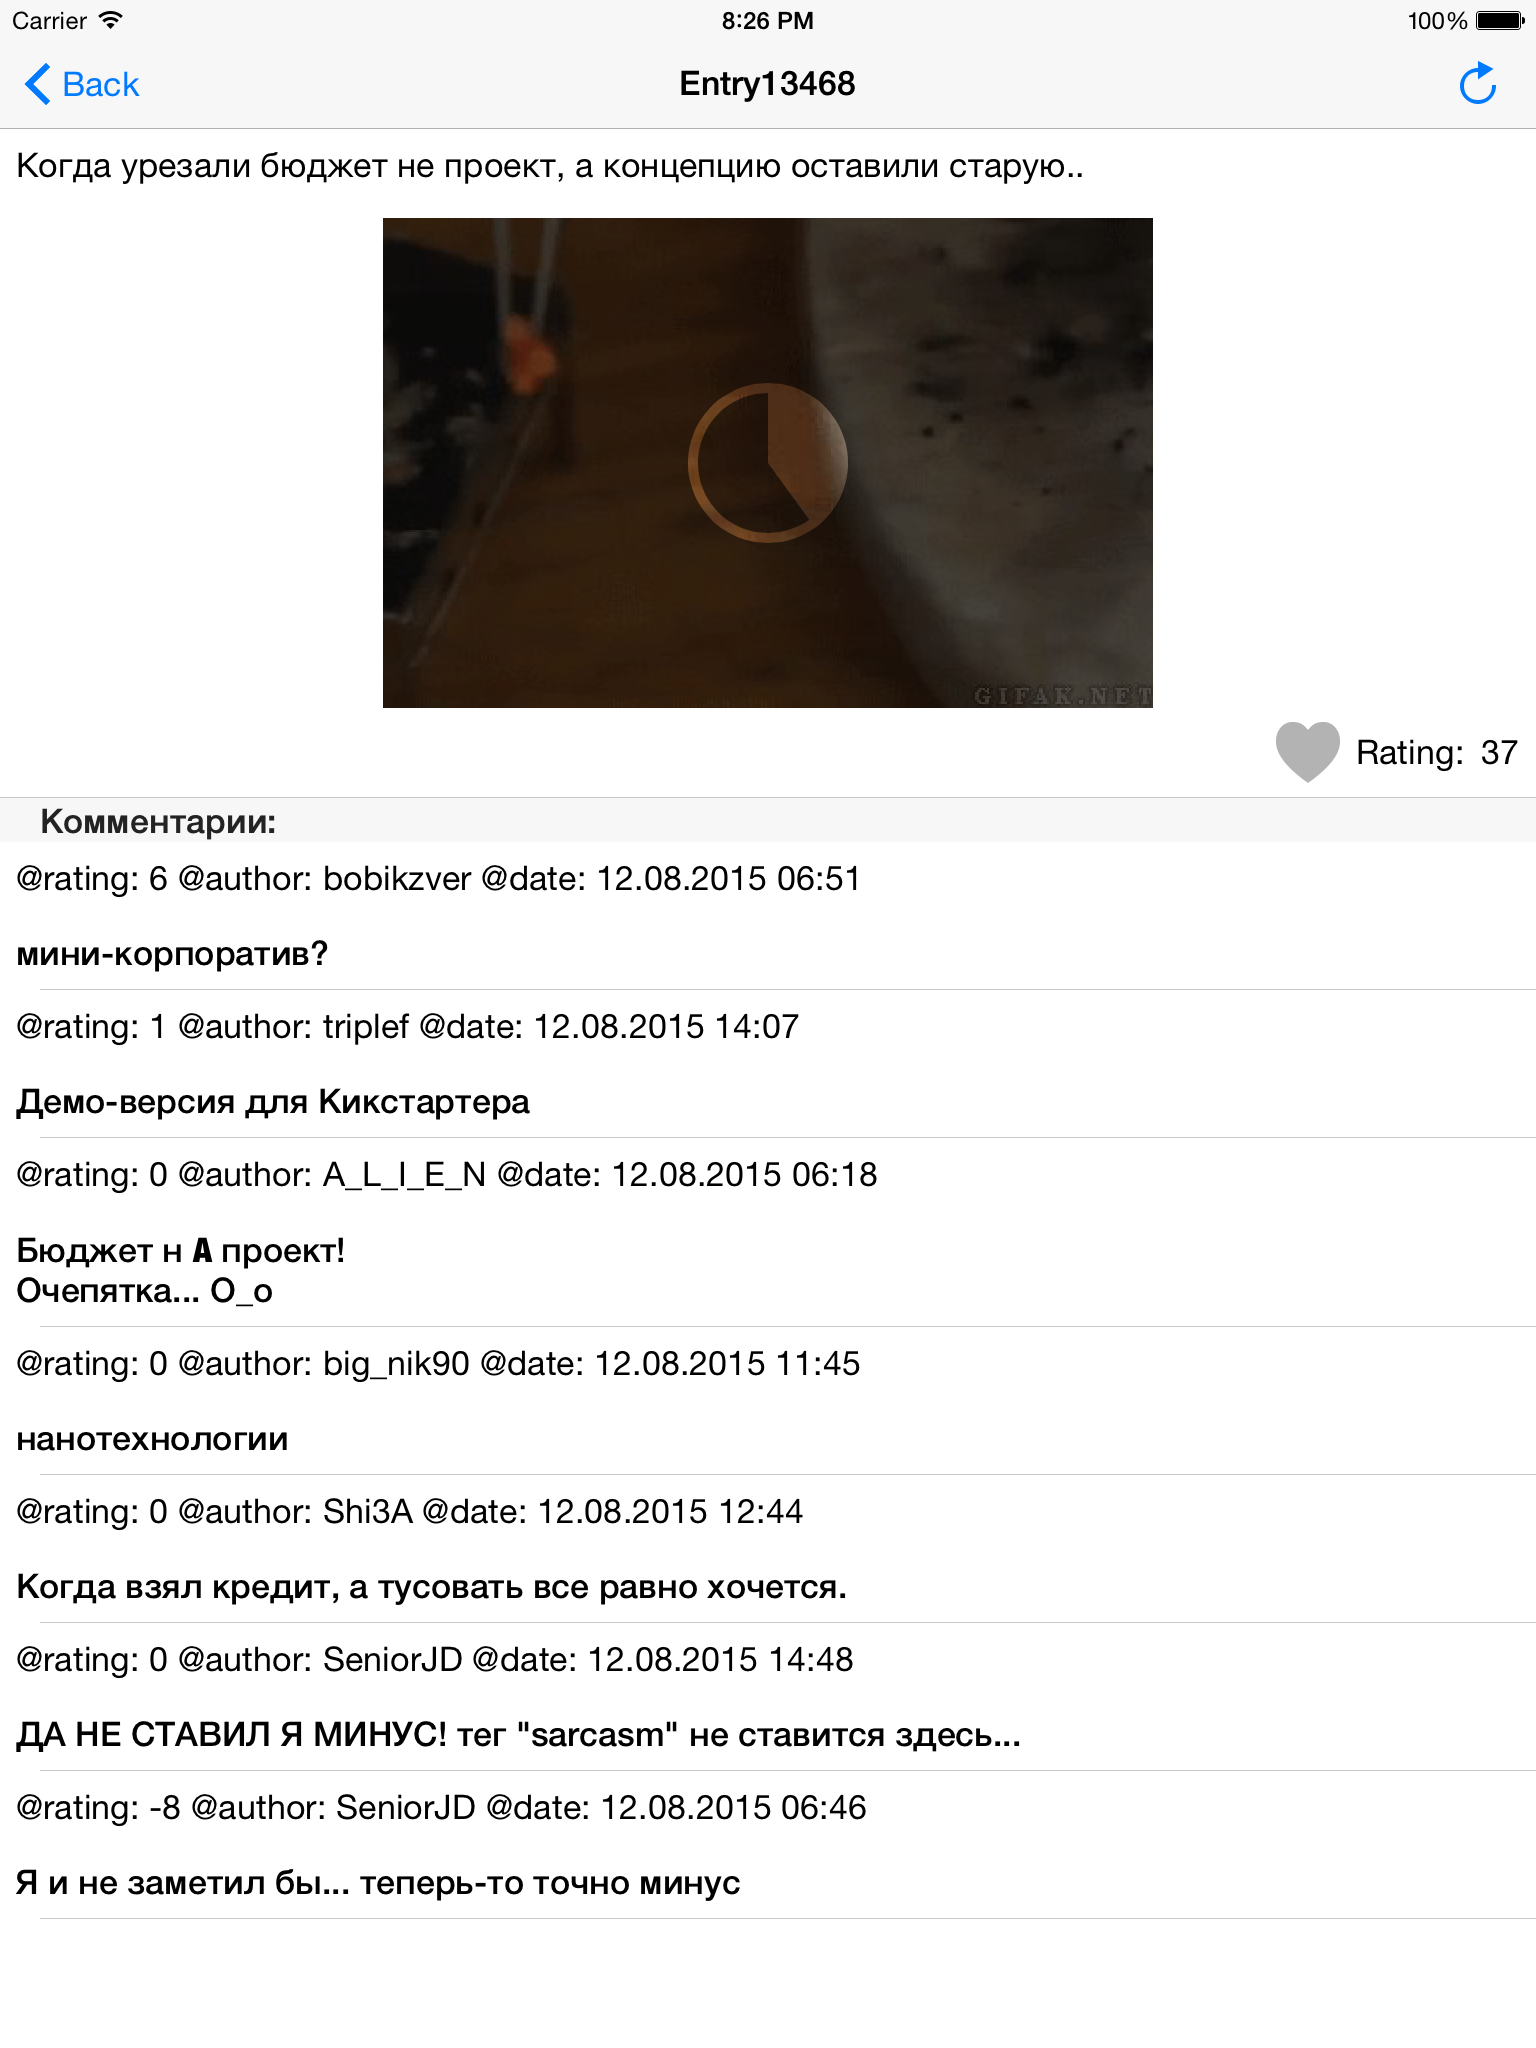 Carrier 8:26 PM 100%
Back Entry13468
Когда урезали бюджет не проект, а концепцию оставили старую..
GIFAK.NET
Rating: 37
Комментарии:
@rating: 6 @author: bobikzver @date: 12.08.2015 06:51
мини-корпоратив?
@rating: 1 @author: triplef @date: 12.08.2015 14:07
Демо-версия для Кикстартера
@rating: 0 @author: A_L_I_E_N @date: 12.08.2015 06:18
Бюджет н А проект!
Очепятка... О_о
@rating: 0 @author: big_nik90 @date: 12.08.2015 11:45
нанотехнологии
@rating: 0 @author: Shi3A @date: 12.08.2015 12:44
Когда взял кредит, а тусовать все равно хочется.
@rating: 0 @author: SeniorJD @date: 12.08.2015 14:48
ДА НЕ СТАВИЛ Я МИНУС! тег "sarcasm" не ставится здесь...
@rating: -8 @author: SeniorJD @date: 12.08.2015 06:46
Я и не заметил бы... теперь-то точно минус